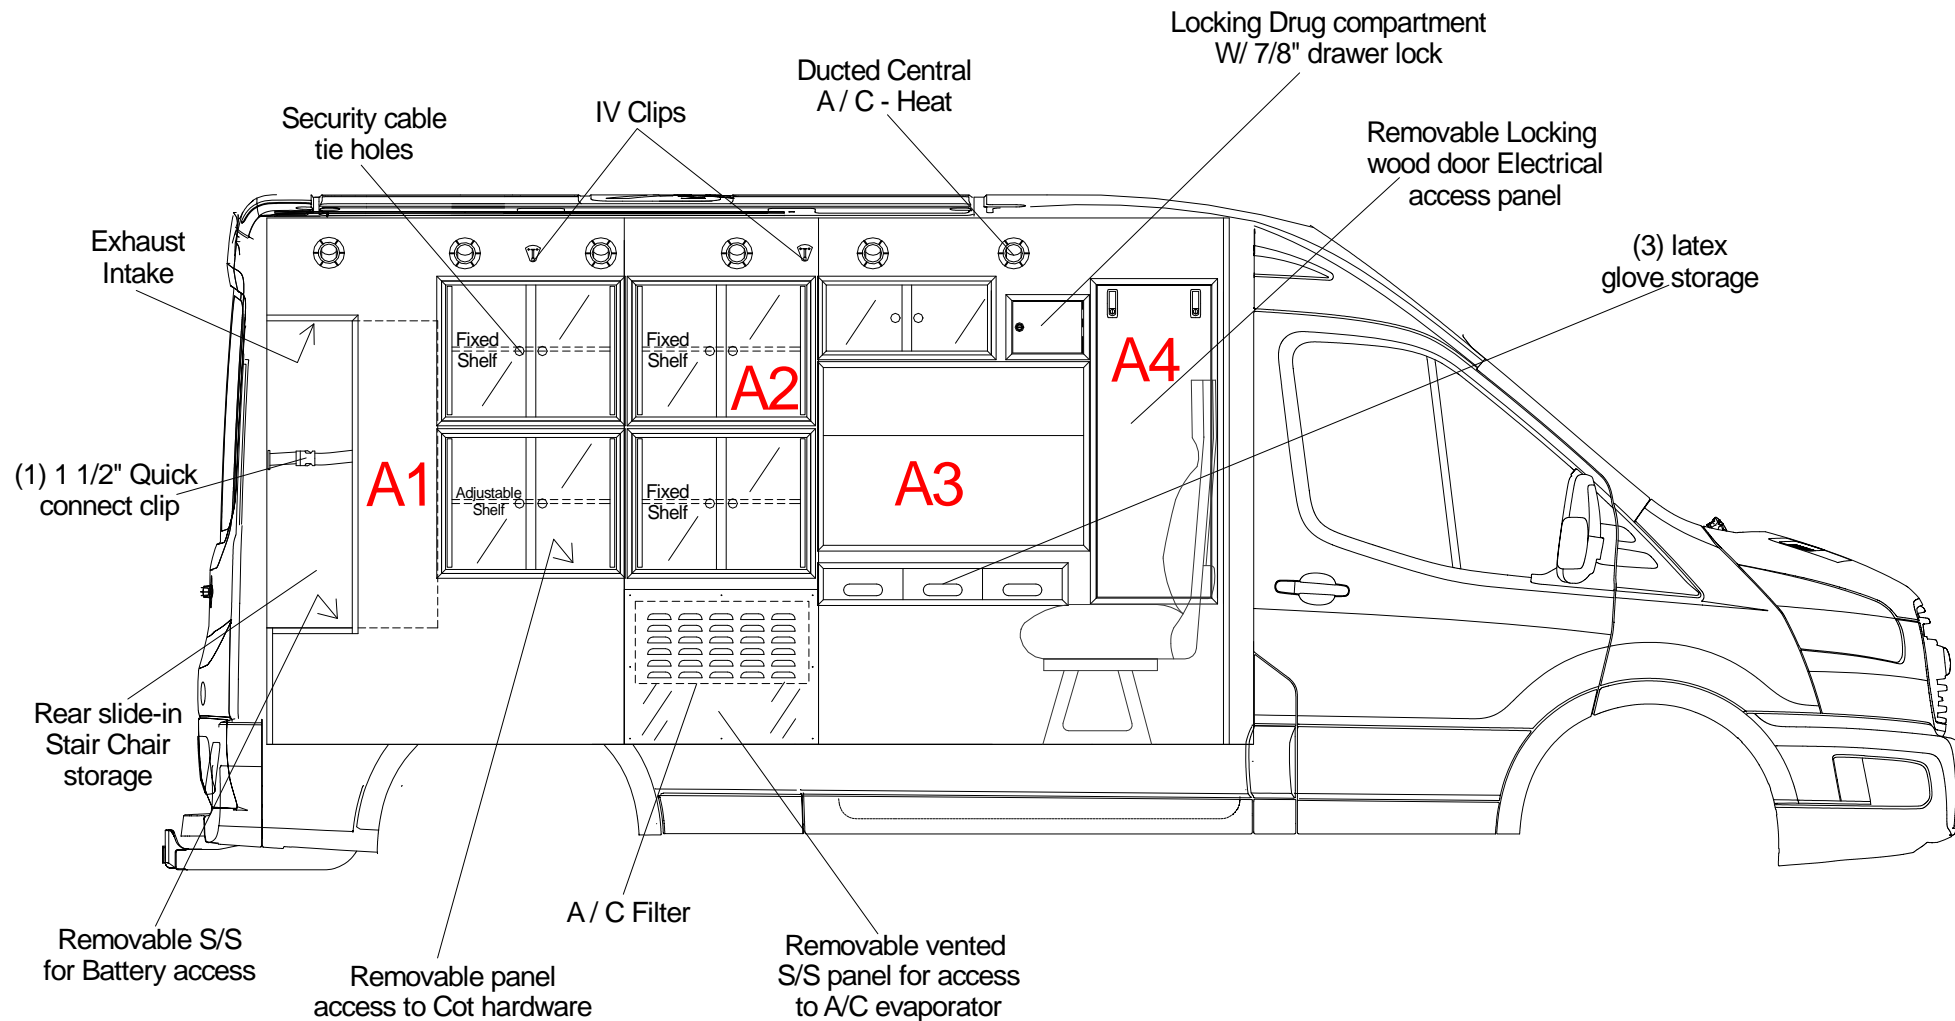 Locking Drug compartment
W/ 7/8" drawer lock
Ducted Central
A / C - Heat
Security cable
tie holes
IV Clips
Removable Locking
wood door Electrical
access panel
Exhaust
Intake
(3) latex
glove storage
Fixed
Shelf
Fixed
Shelf
A2
A4
(1) 1 1/2" Quick
connect clip
A1
Adjustable
Shelf
Fixed
Shelf
A3
Rear slide-in
Stair Chair
storage
A / C Filter
Removable S/S
for Battery access
Removable panel
access to Cot hardware
Removable vented
S/S panel for access
to A/C evaporator